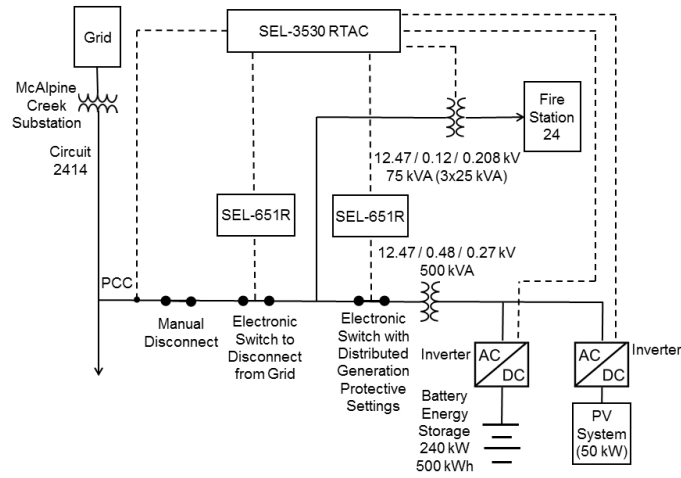 SEL-3530 RTAC
Grid
McAlpine
Creek
Substation
Circuit
2414
Fire
Station
24
12.47 / 0.12 / 0.208 kV
75 kVA (3x25 kVA)
SEL-651R
SEL-651R
12.47 / 0.48 / 0.27 kV
500 kVA
PCC
Manual
Disconnect
Electronic
Switch to
Disconnect
from Grid
Electronic
Switch with
Distributed
Generation
Protective
Settings
Inverter
AC
DC
AC
DC
Inverter
Battery
Energy
Storage
240 kW
500 kWh
PV
System
(50 kW)